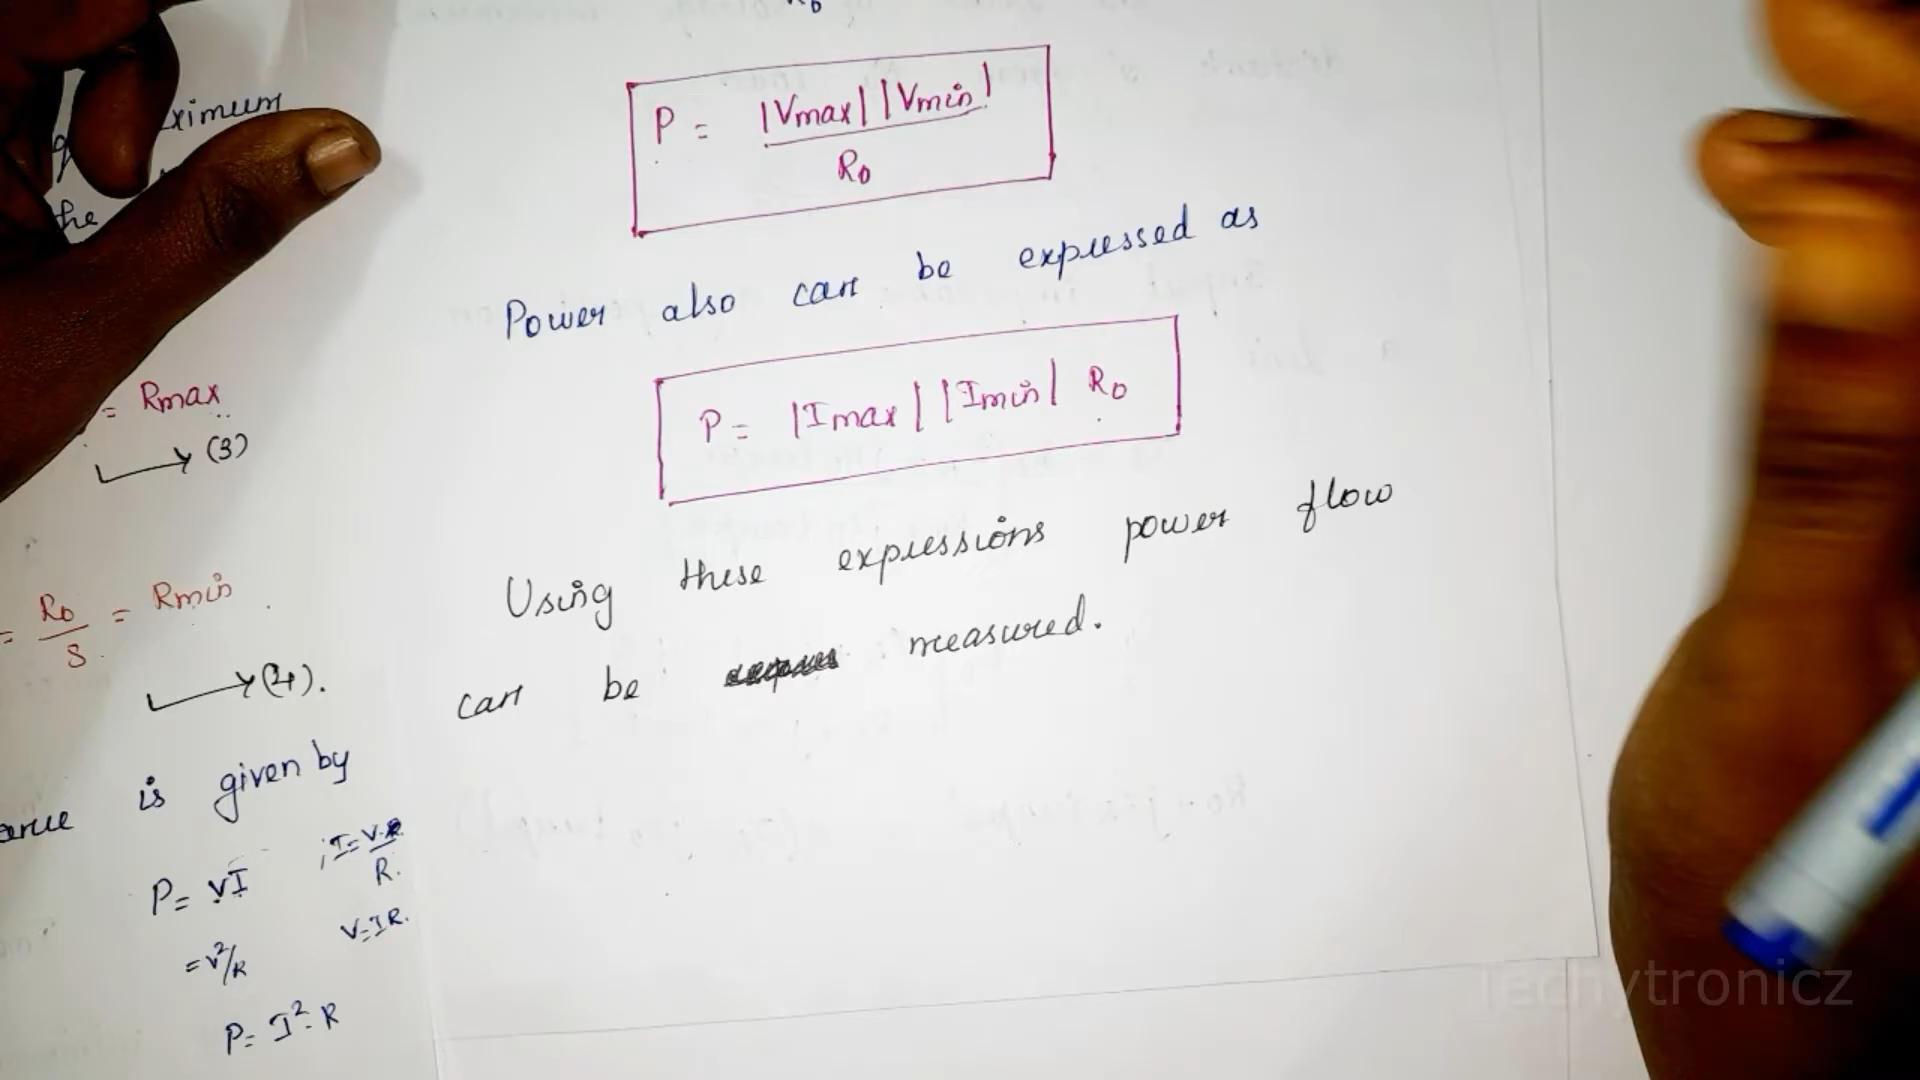 ximum
the
= Rmax
→ (3)
= R0/S = Rmin
→ (4).
is given by
P = VI ; I = V/R.
= V²/R V = IR.
P = I² · R
P = |Vmax| |Vmin| / R0
Power also can be expressed as
P = |Imax| |Imin| R0
Using these expressions power flow
can be measured.
Techytronicz